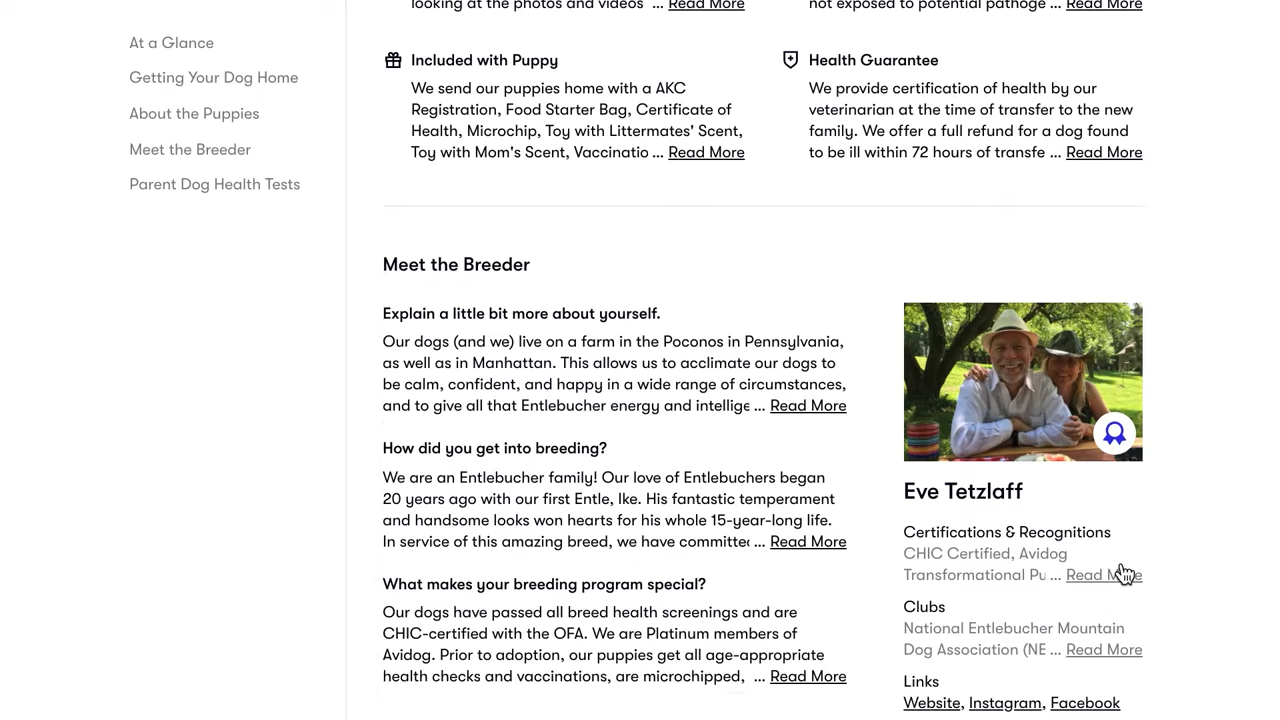 looking at the photos and videos ... Read More
not exposed to potential pathoge ... Read More
At a Glance
Getting Your Dog Home
About the Puppies
Meet the Breeder
Parent Dog Health Tests
Included with Puppy
We send our puppies home with a AKC
Registration, Food Starter Bag, Certificate of
Health, Microchip, Toy with Littermates' Scent,
Toy with Mom's Scent, Vaccinatio ... Read More
Health Guarantee
We provide certification of health by our
veterinarian at the time of transfer to the new
family. We offer a full refund for a dog found
to be ill within 72 hours of transfe ... Read More
Meet the Breeder
Explain a little bit more about yourself.
Our dogs (and we) live on a farm in the Poconos in Pennsylvania,
as well as in Manhattan. This allows us to acclimate our dogs to
be calm, confident, and happy in a wide range of circumstances,
and to give all that Entlebucher energy and intellige ... Read More
How did you get into breeding?
We are an Entlebucher family! Our love of Entlebuchers began
20 years ago with our first Entle, Ike. His fantastic temperament
and handsome looks won hearts for his whole 15-year-long life.
In service of this amazing breed, we have committe ... Read More
What makes your breeding program special?
Our dogs have passed all breed health screenings and are
CHIC-certified with the OFA. We are Platinum members of
Avidog. Prior to adoption, our puppies get all age-appropriate
health checks and vaccinations, are microchipped, ... Read More
Eve Tetzlaff
Certifications & Recognitions
CHIC Certified, Avidog
Transformational Pu ... Read More
Clubs
National Entlebucher Mountain
Dog Association (NE ... Read More
Links
Website, Instagram, Facebook